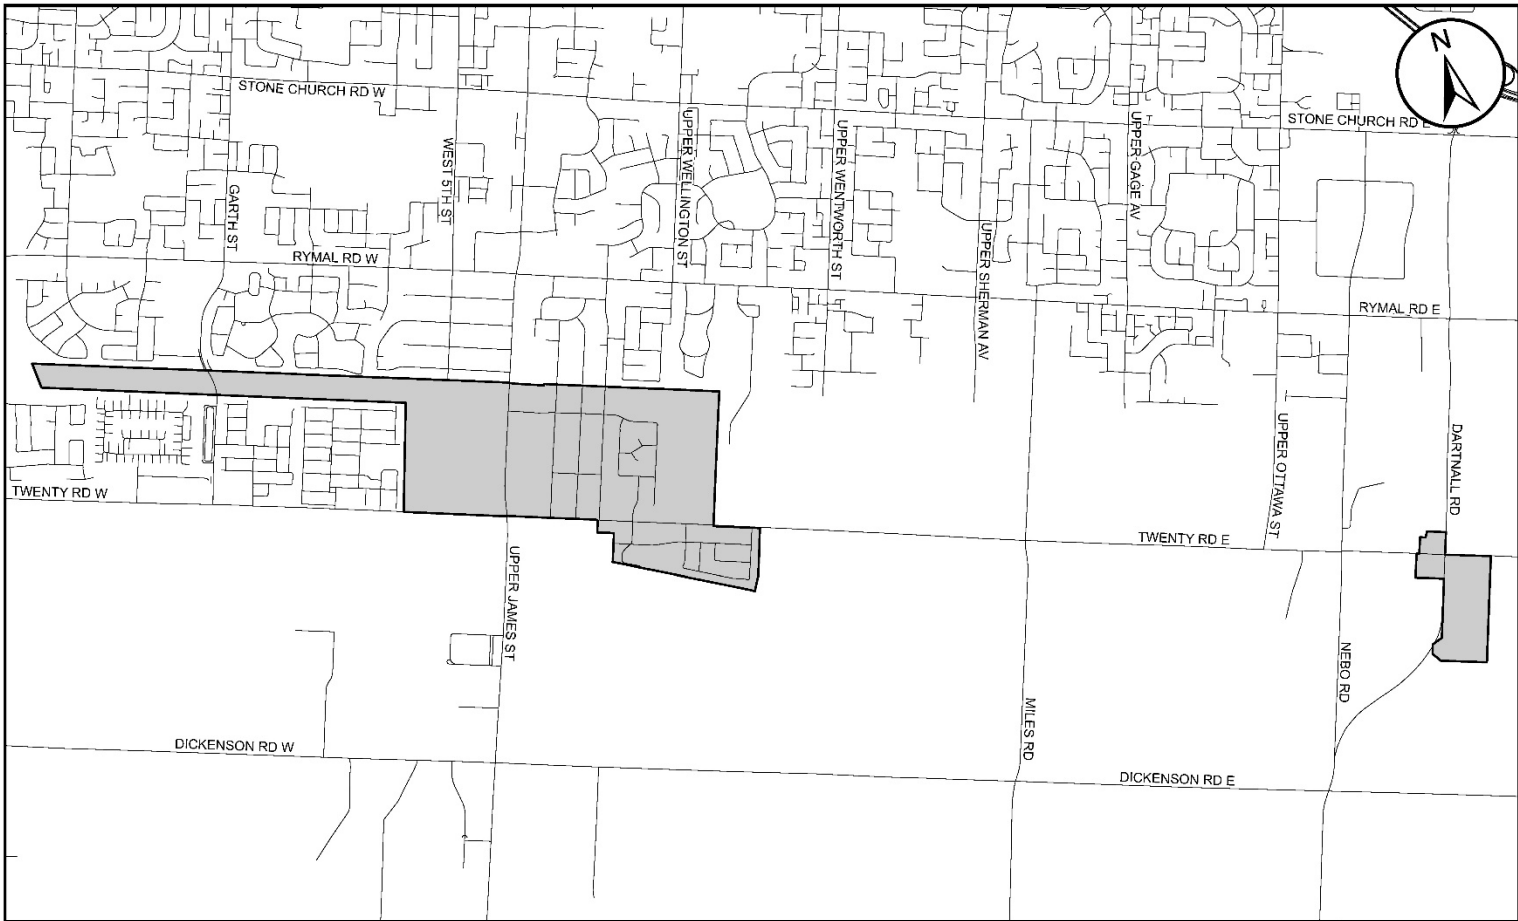 N
STONE CHURCH RD W
STONE CHURCH RD E
UPPER WELLINGTON ST
UPPER WENTWORTH ST
UPPER GAGE AV
WEST 5TH ST
GARTH ST
UPPER SHERMAN AV
RYMAL RD W
RYMAL RD E
UPPER OTTAWA ST
DARTNALL RD
TWENTY RD W
TWENTY RD E
UPPER JAMES ST
NEBO RD
MILES RD
DICKENSON RD W
DICKENSON RD E